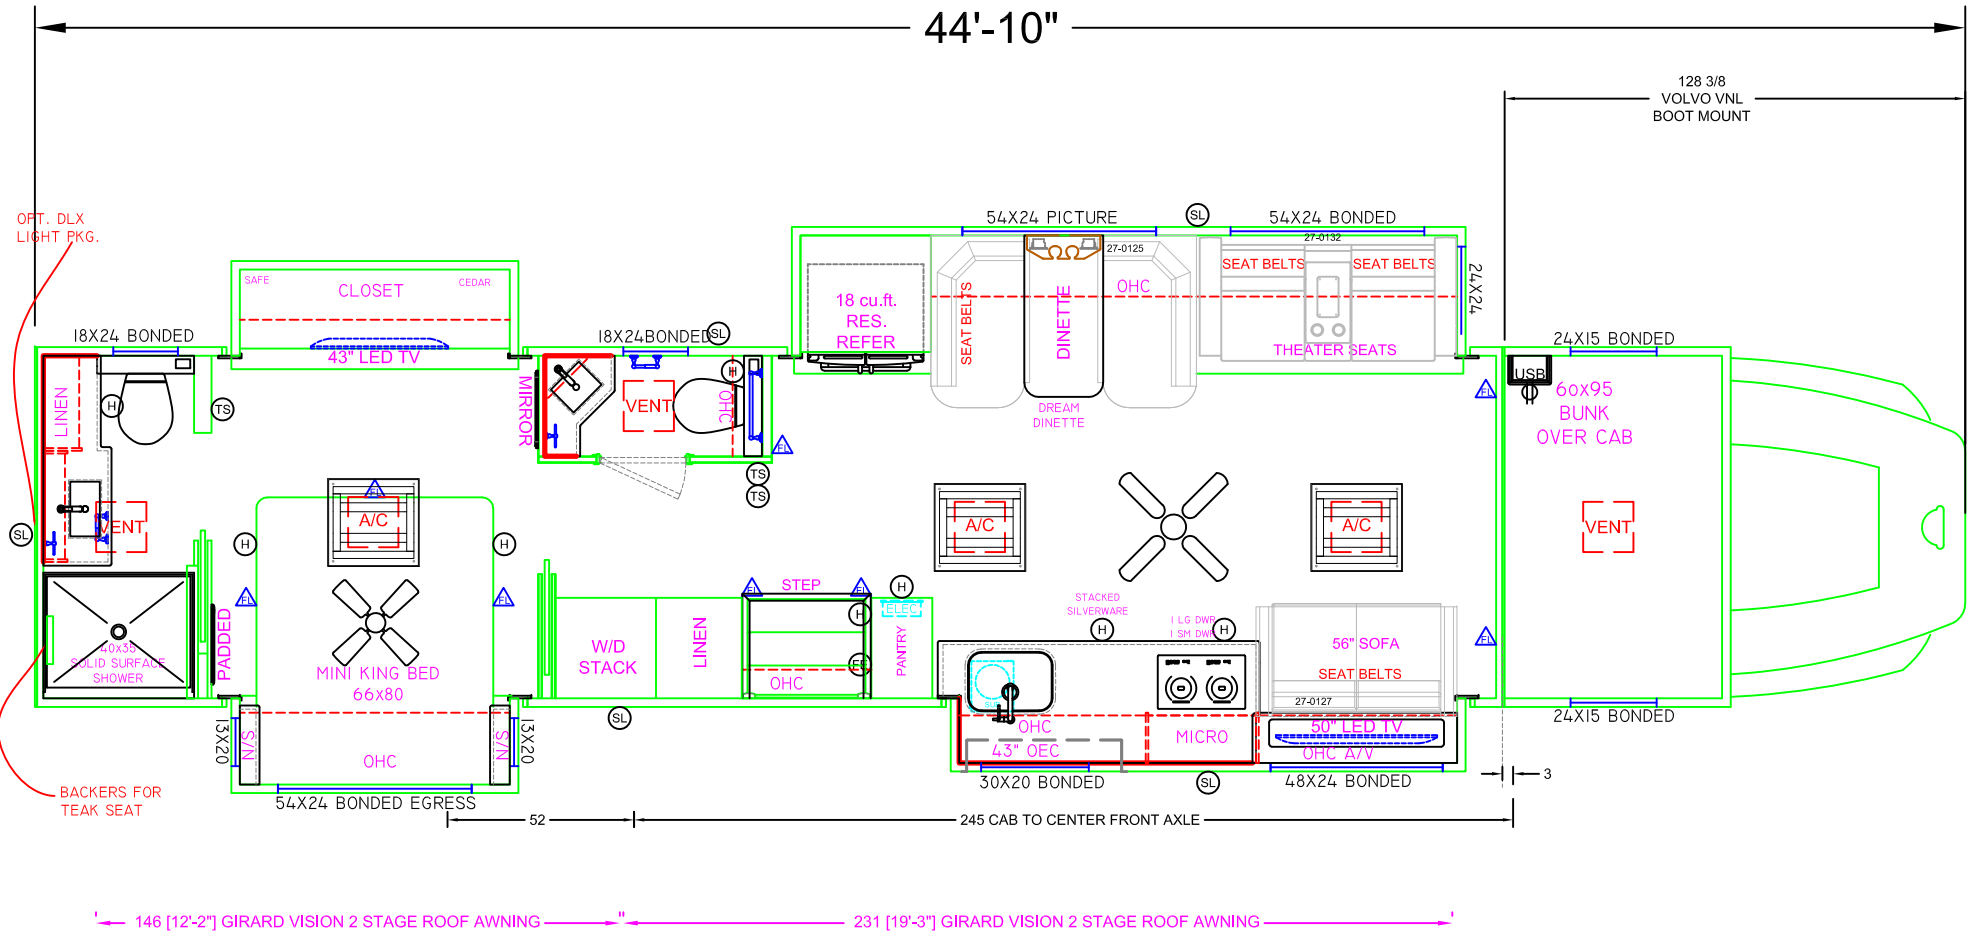 44'-10"
128 3/8
VOLVO VNL
BOOT MOUNT
OPT. DLX
LIGHT PKG.
54X24 PICTURE
SL
54X24 BONDED
27-0132
27-0125
SEAT BELTS
SEAT BELTS
24X24
SAFE
CLOSET
CEDAR
18 cu.ft.
RES.
REFER
SEAT BELTS
DINETTE
OHC
THEATER SEATS
18X24 BONDED
43" LED TV
18X24BONDED
SL
24X15 BONDED
USB
60x95
BUNK
OVER CAB
LINEN
H
TS
MIRROR
VENT
OHC
H
FL
FL
DREAM
DINETTE
TS
TS
SL
VENT
FL
A/C
A/C
A/C
VENT
H
H
FL
FL
STEP
FL
FL
H
ELEC
H
STACKED
SILVERWARE
H
1 LG DWR
1 SM DWR
H
FL
PADDED
40x35
SOLID SURFACE
SHOWER
MINI KING BED
66x80
W/D
STACK
LINEN
OHC
PANTRY
56" SOFA
SEAT BELTS
27-0127
SL
13X20
N/S
OHC
N/S
13X20
OHC
43" OEC
MICRO
50" LED TV
OHC A/V
24X15 BONDED
3
30X20 BONDED
SL
48X24 BONDED
BACKERS FOR
TEAK SEAT
54X24 BONDED EGRESS
52
245 CAB TO CENTER FRONT AXLE
146 [12'-2"] GIRARD VISION 2 STAGE ROOF AWNING
231 [19'-3"] GIRARD VISION 2 STAGE ROOF AWNING